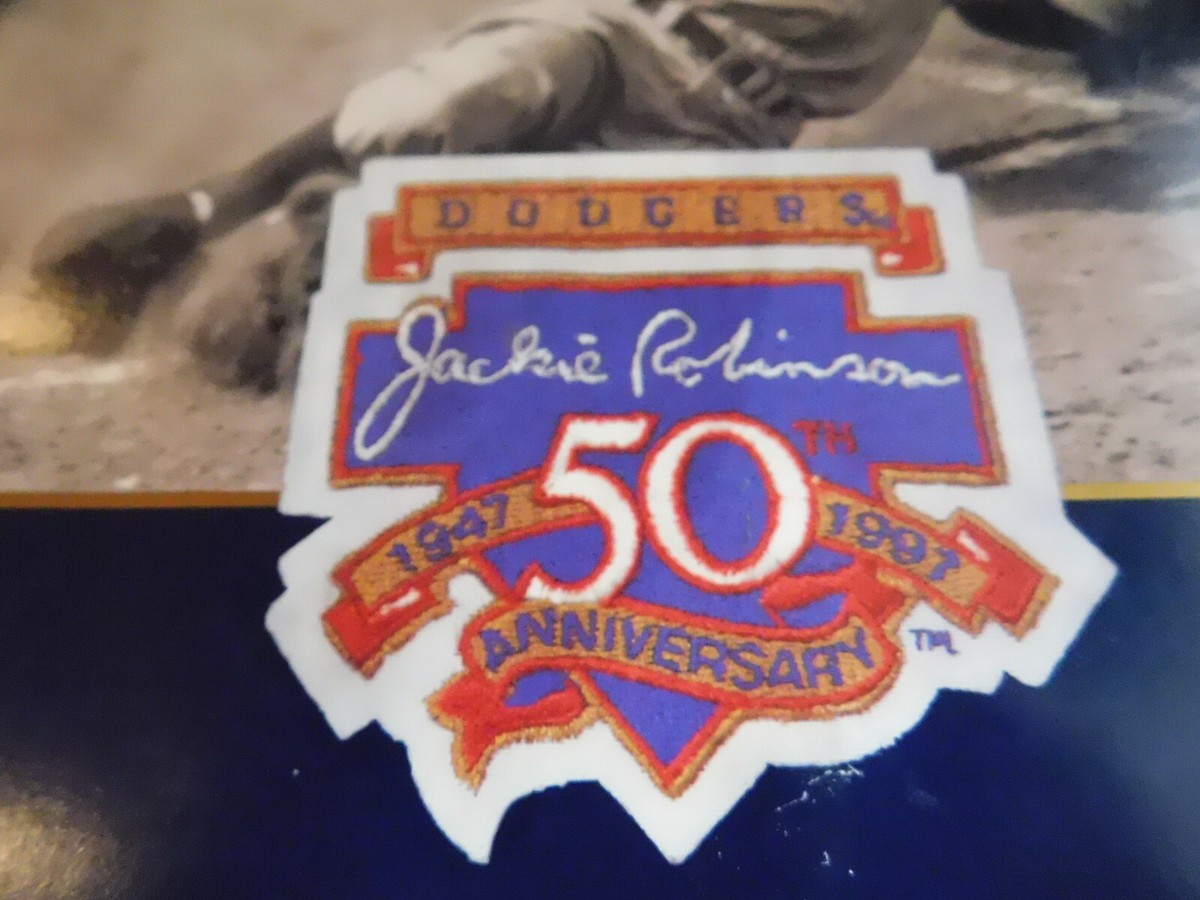 DODGERS
Jackie Robinson
50TH
1947 1997
ANNIVERSARY
TM